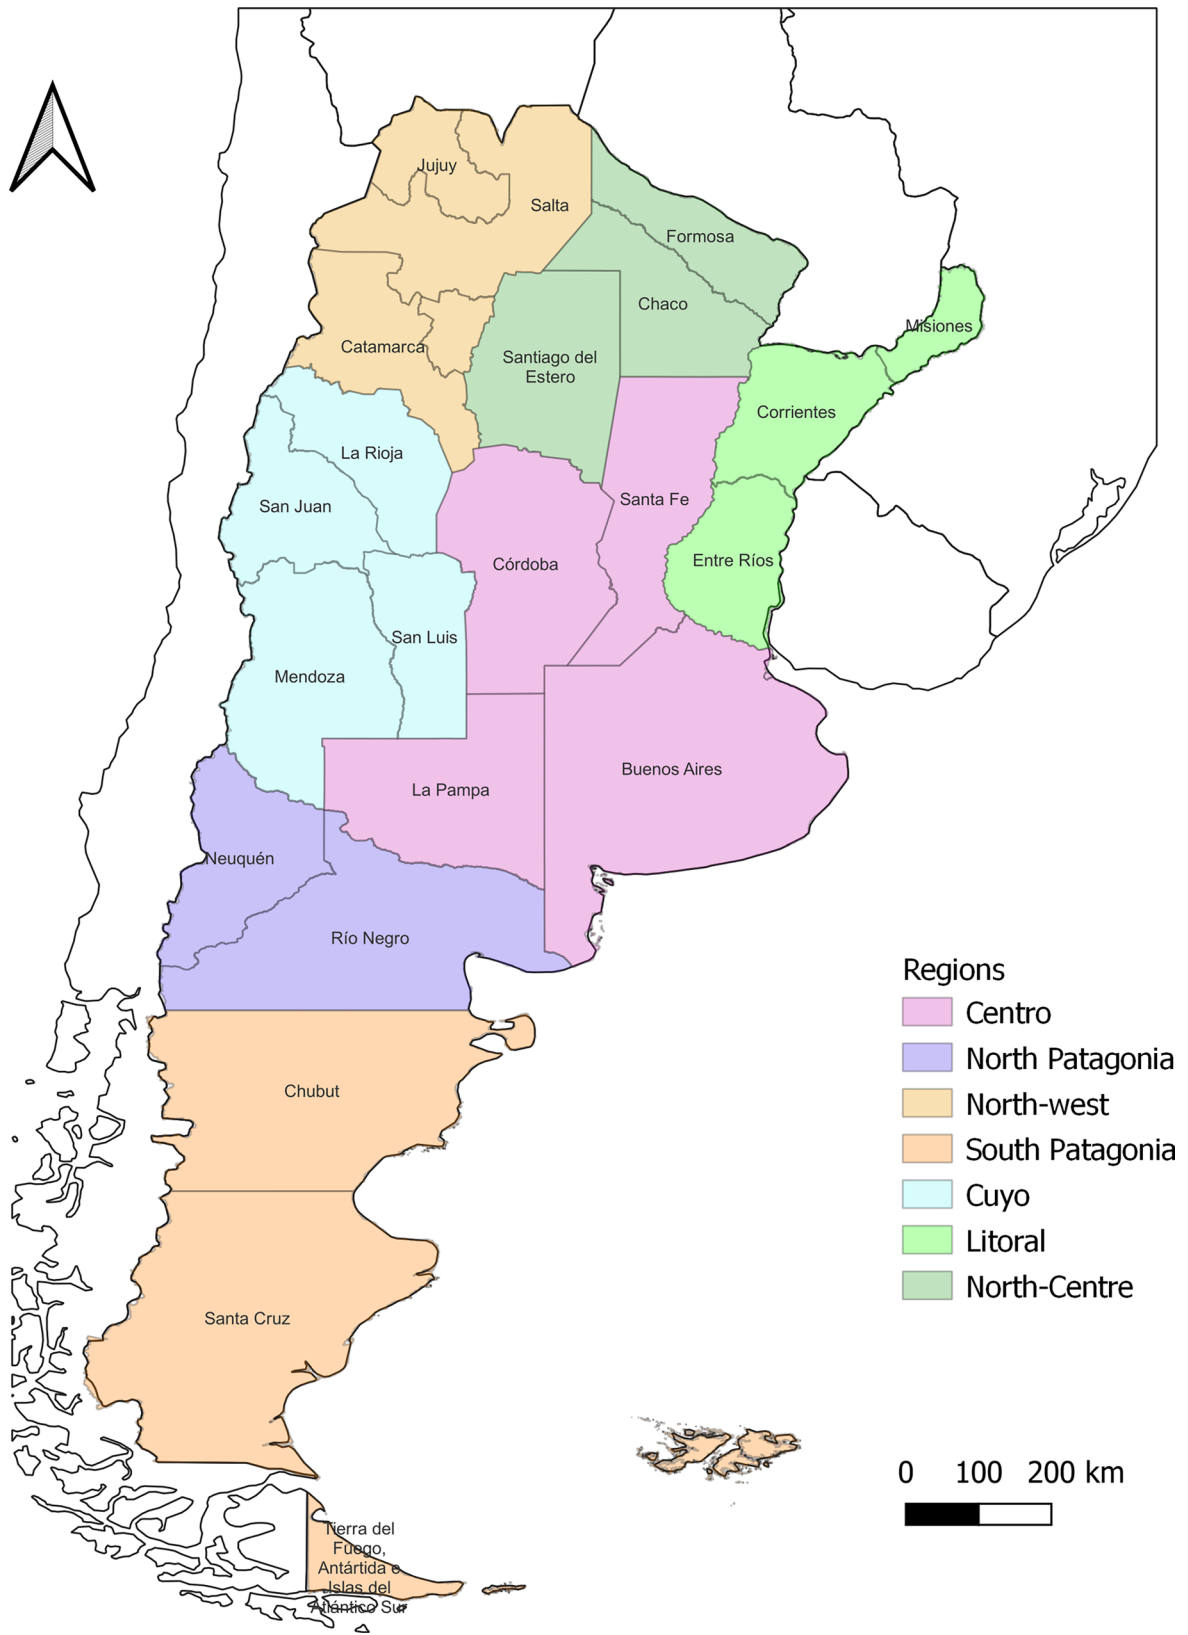 Jujuy
Salta
Formosa
Chaco
Misiones
Catamarca
Santiago del
Estero
Corrientes
La Rioja
Santa Fe
San Juan
Entre Ríos
Córdoba
San Luis
Mendoza
Buenos Aires
La Pampa
Neuquén
Río Negro
Regions
Centro
North Patagonia
North-west
South Patagonia
Cuyo
Litoral
North-Centre
Chubut
Santa Cruz
0 100 200 km
Tierra del
Fuego,
Antártida e
Islas del
Atlántico Sur